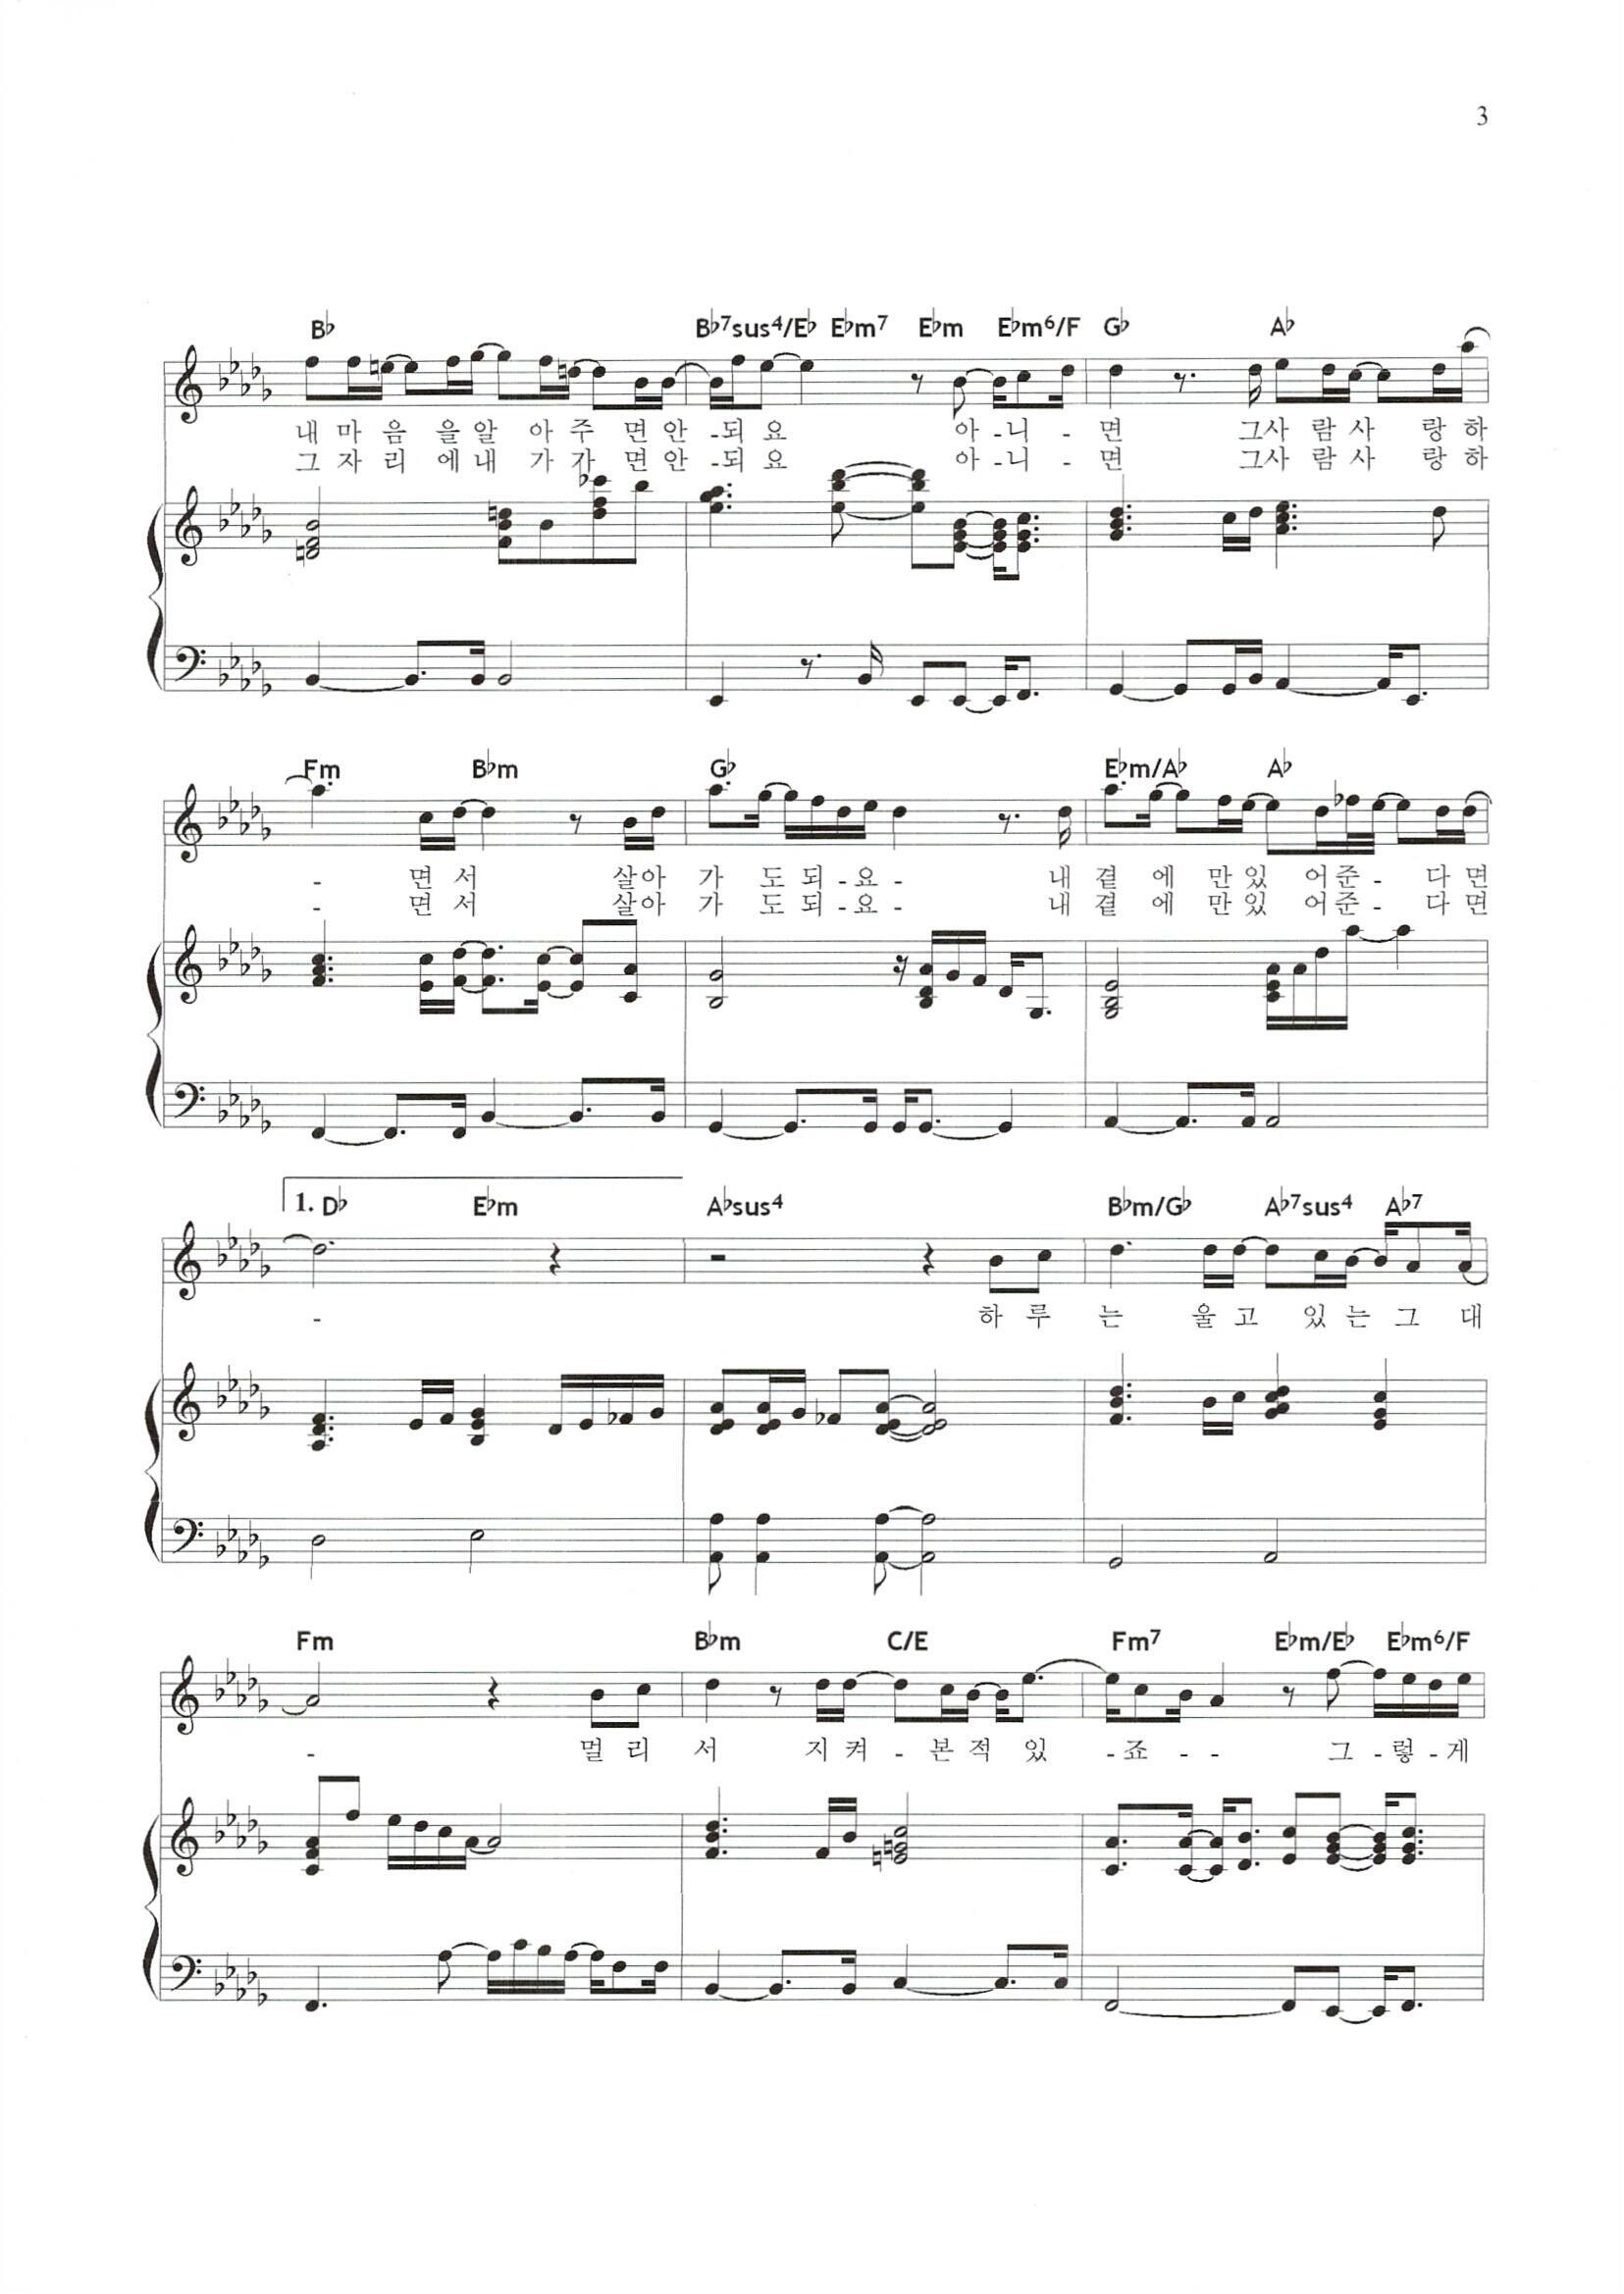 3
B♭ B♭7sus4/E♭ E♭m7 E♭m E♭m6/F G♭ A♭
내 마 음 을 알 아 주 면 안 - 되 요 아 - 니 - 면 그 사 람 사 랑 하
그 자 리 에 내 가 가 면 안 - 되 요 아 - 니 - 면 그 사 람 사 랑 하
Fm B♭m G♭ E♭m/A♭ A♭
- 면 서 살 아 가 도 되 - 요 - 내 곁 에 만 있 어 준 - 다 면
- 면 서 살 아 가 도 되 - 요 - 내 곁 에 만 있 어 준 - 다 면
1. D♭ E♭m A♭sus4 B♭m/G♭ A♭7sus4 A♭7
- 하 루 는 울 고 있 는 그 대
Fm B♭m C/E Fm7 E♭m/E♭ E♭m6/F
- 멀 리 서 지 켜 - 본 적 있 - 죠 - - 그 - 렇 - 게